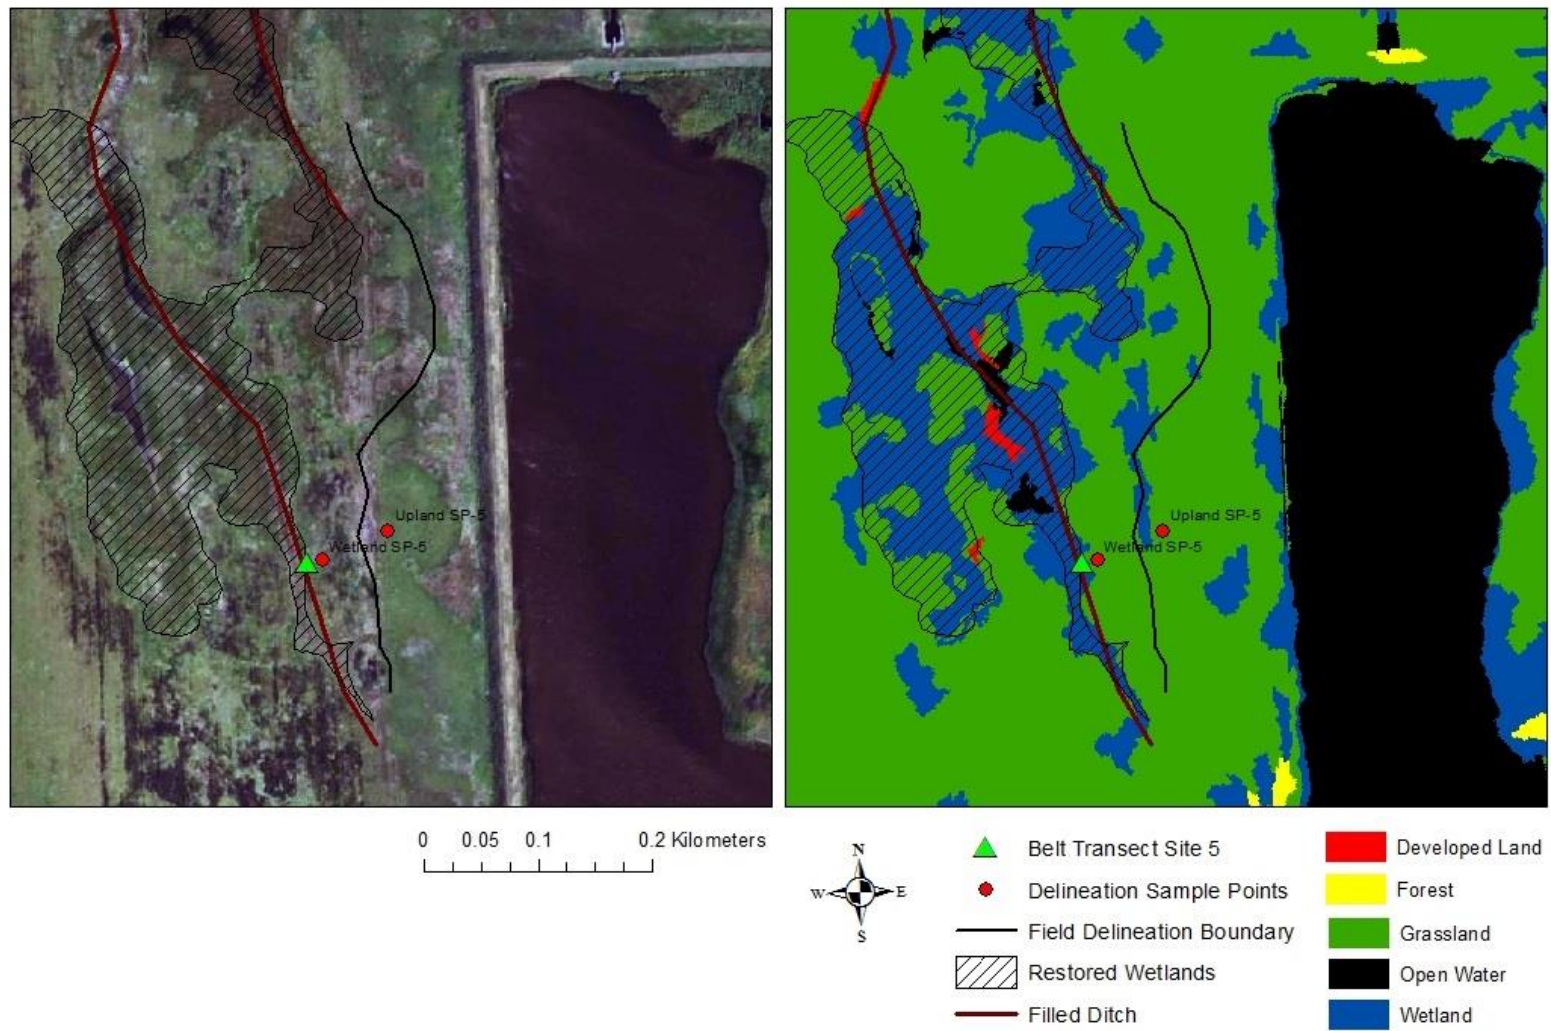 Upland SP-5
Wetland SP-5
Upland SP-5
Wetland SP-5
0 0.05 0.1 0.2 Kilometers
N
W E
S
Belt Transect Site 5
Delineation Sample Points
Field Delineation Boundary
Restored Wetlands
Filled Ditch
Developed Land
Forest
Grassland
Open Water
Wetland